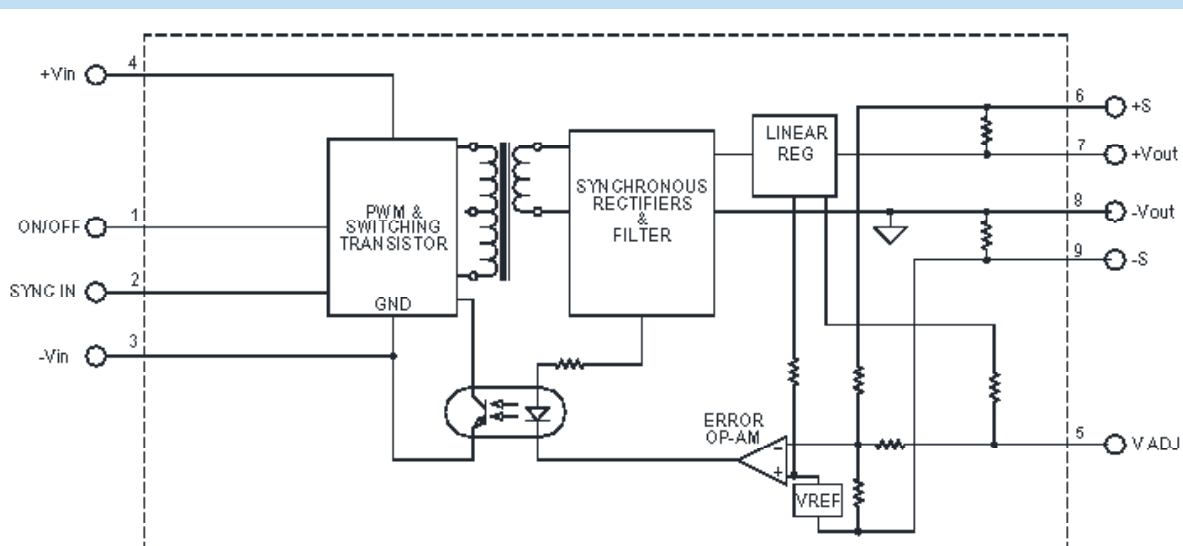 4
+Vin
6
+S
LINEAR
REG
7
+Vout
SYNCHRONOUS
RECTIFIERS
&
FILTER
PWM &
SWITCHING
TRANSISTOR
1
ON/OFF
8
-Vout
9
-S
2
SYNC IN
GND
3
-Vin
ERROR
OP-AM
5
V ADJ
-
+
VREF